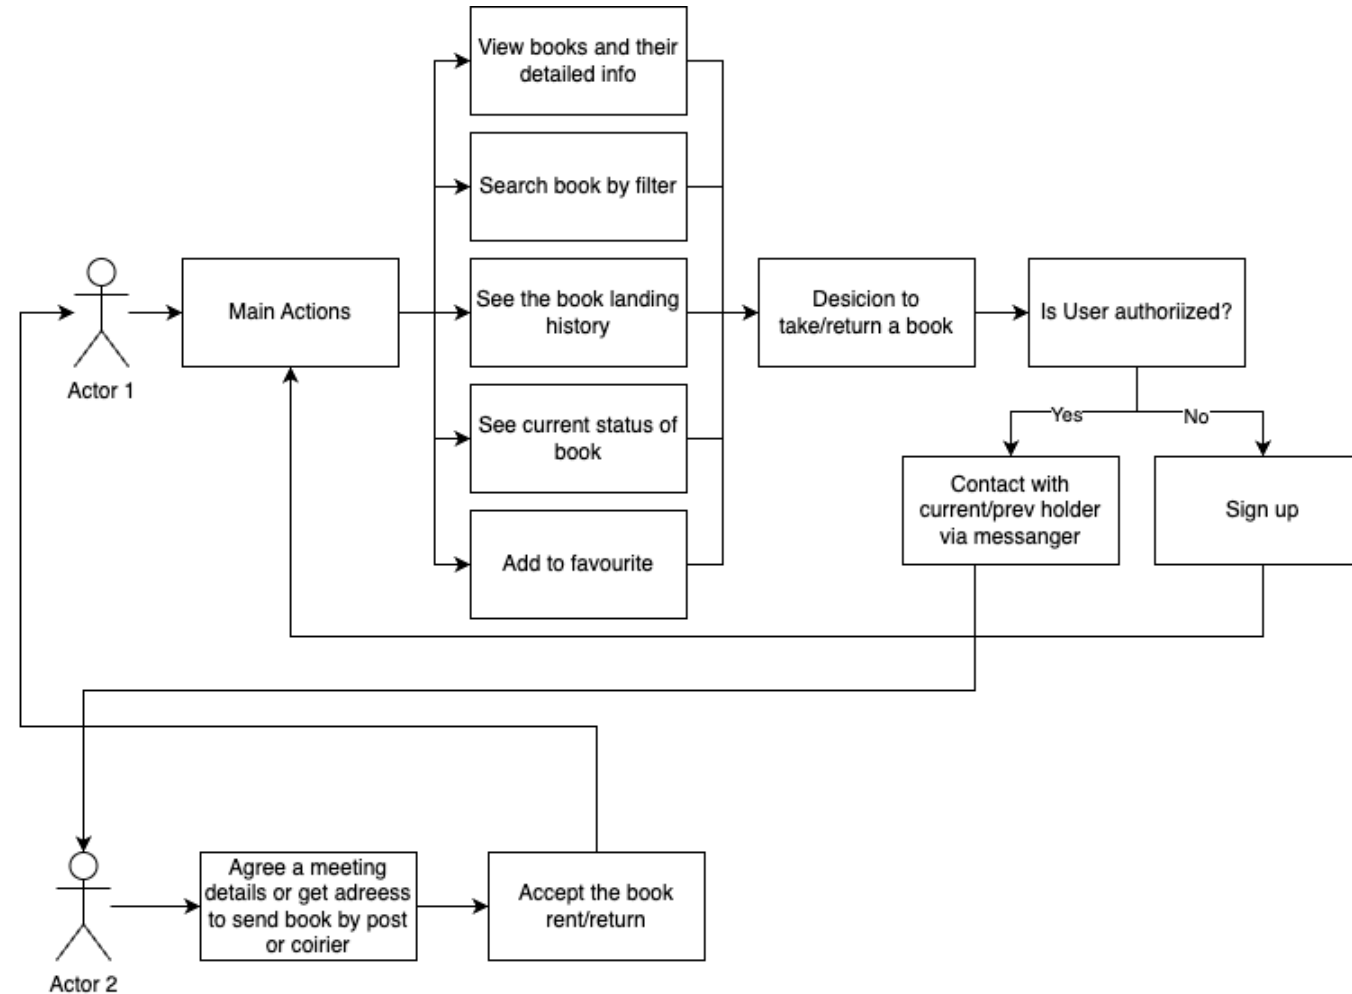 View books and their
detailed info
Search book by filter
Actor 1
Main Actions
See the book landing
history
Desicion to
take/return a book
Is User authoriized?
See current status of
book
Yes
No
Add to favourite
Contact with
current/prev holder
via messanger
Sign up
Actor 2
Agree a meeting
details or get adreess
to send book by post
or coirier
Accept the book
rent/return